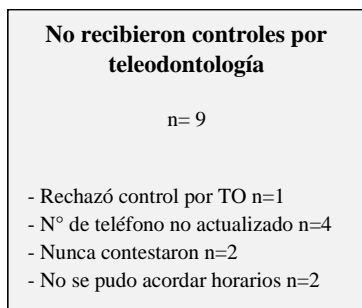 No recibieron controles por
teleodontología
n= 9
- Rechazó control por TO n=1
- N° de teléfono no actualizado n=4
- Nunca contestaron n=2
- No se pudo acordar horarios n=2